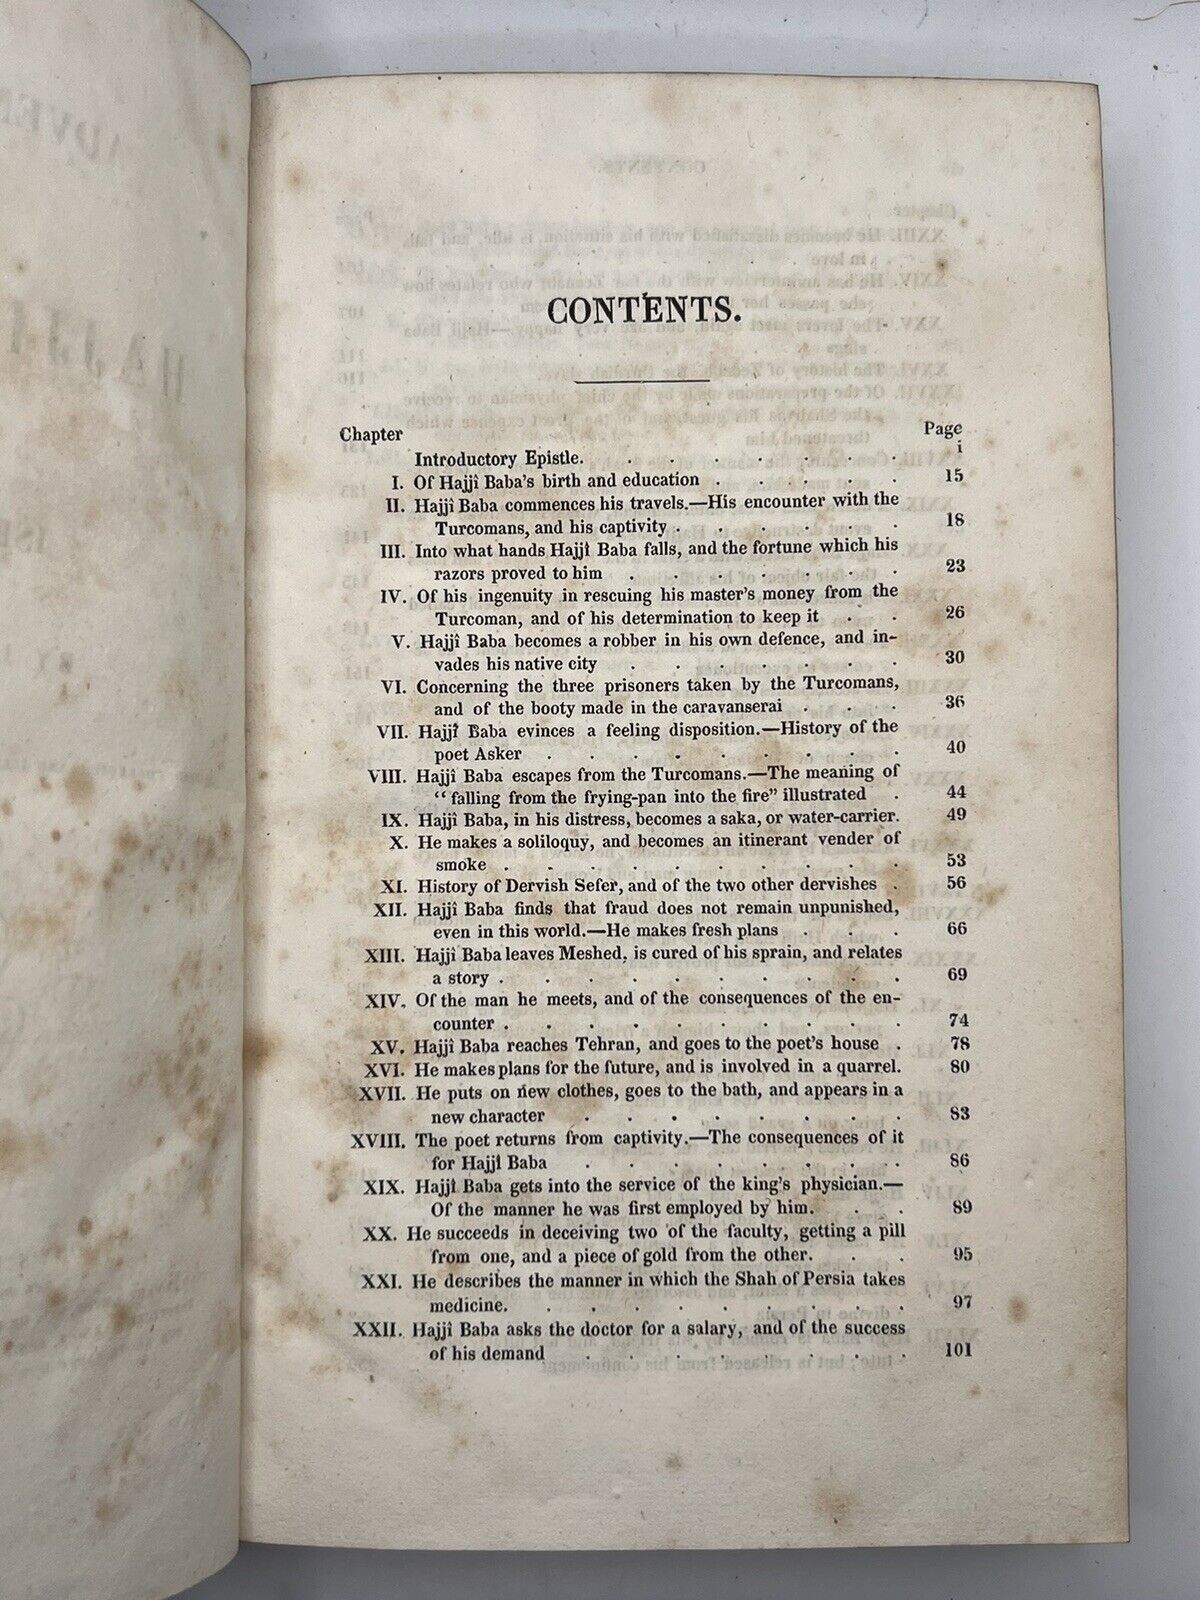 CONTENTS.
Chapter Page
Introductory Epistle. . . . . . . . i
I. Of Hajjî Baba's birth and education . . . . . 15
II. Hajjî Baba commences his travels.—His encounter with the
Turcomans, and his captivity . . . . . . 18
III. Into what hands Hajjî Baba falls, and the fortune which his
razors proved to him . . . . . . . 23
IV. Of his ingenuity in rescuing his master's money from the
Turcoman, and of his determination to keep it . . 26
V. Hajjî Baba becomes a robber in his own defence, and in-
vades his native city . . . . . . . 30
VI. Concerning the three prisoners taken by the Turcomans,
and of the booty made in the caravanserai . . . 36
VII. Hajjî Baba evinces a feeling disposition.—History of the
poet Asker . . . . . . . . . 40
VIII. Hajjî Baba escapes from the Turcomans.—The meaning of
“falling from the frying-pan into the fire” illustrated . 44
IX. Hajjî Baba, in his distress, becomes a saka, or water-carrier. 49
X. He makes a soliloquy, and becomes an itinerant vender of
smoke . . . . . . . . . . 53
XI. History of Dervish Sefer, and of the two other dervishes . 56
XII. Hajjî Baba finds that fraud does not remain unpunished,
even in this world.—He makes fresh plans . . . 66
XIII. Hajjî Baba leaves Meshed, is cured of his sprain, and relates
a story . . . . . . . . . . 69
XIV. Of the man he meets, and of the consequences of the en-
counter . . . . . . . . . . 74
XV. Hajjî Baba reaches Tehran, and goes to the poet's house . 78
XVI. He makes plans for the future, and is involved in a quarrel. 80
XVII. He puts on new clothes, goes to the bath, and appears in a
new character . . . . . . . . 83
XVIII. The poet returns from captivity.—The consequences of it
for Hajjî Baba . . . . . . . . 86
XIX. Hajjî Baba gets into the service of the king's physician.—
Of the manner he was first employed by him. . . 89
XX. He succeeds in deceiving two of the faculty, getting a pill
from one, and a piece of gold from the other. . . 95
XXI. He describes the manner in which the Shah of Persia takes
medicine. . . . . . . . . . 97
XXII. Hajjî Baba asks the doctor for a salary, and of the success
of his demand . . . . . . . . 101